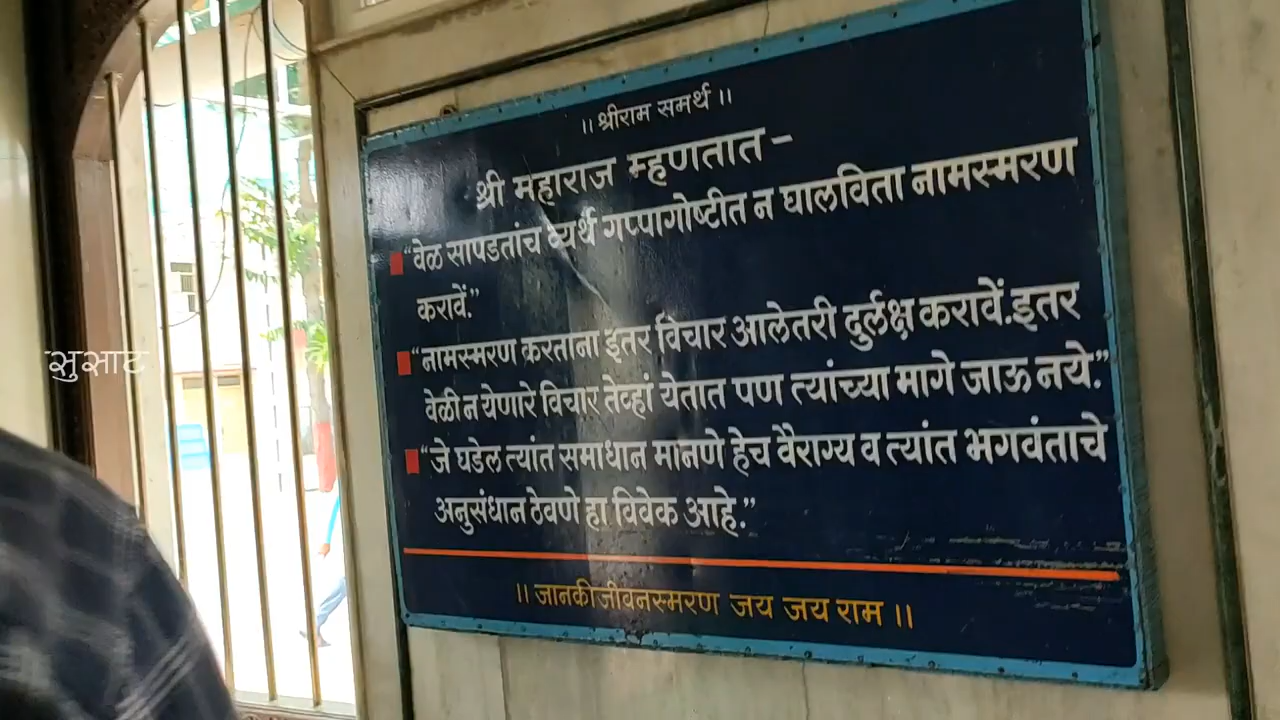 ।। श्रीराम समर्थ ।।
श्री महाराज म्हणतात –
"वेळ सापडतांच व्यर्थ गप्पागोष्टीत न घालविता नामस्मरण
करावें."
"नामस्मरण करताना इतर विचार आलेतरी दुर्लक्ष करावें. इतर
वेळी न येणारे विचार तेव्हां येतात पण त्यांच्या मागे जाऊ नये."
"जे घडेल त्यांत समाधान मानणे हेच वैराग्य व त्यांत भगवंताचे
अनुसंधान ठेवणे हा विवेक आहे."
।। जानकीजीवनस्मरण जय जय राम ।।
सुसाट